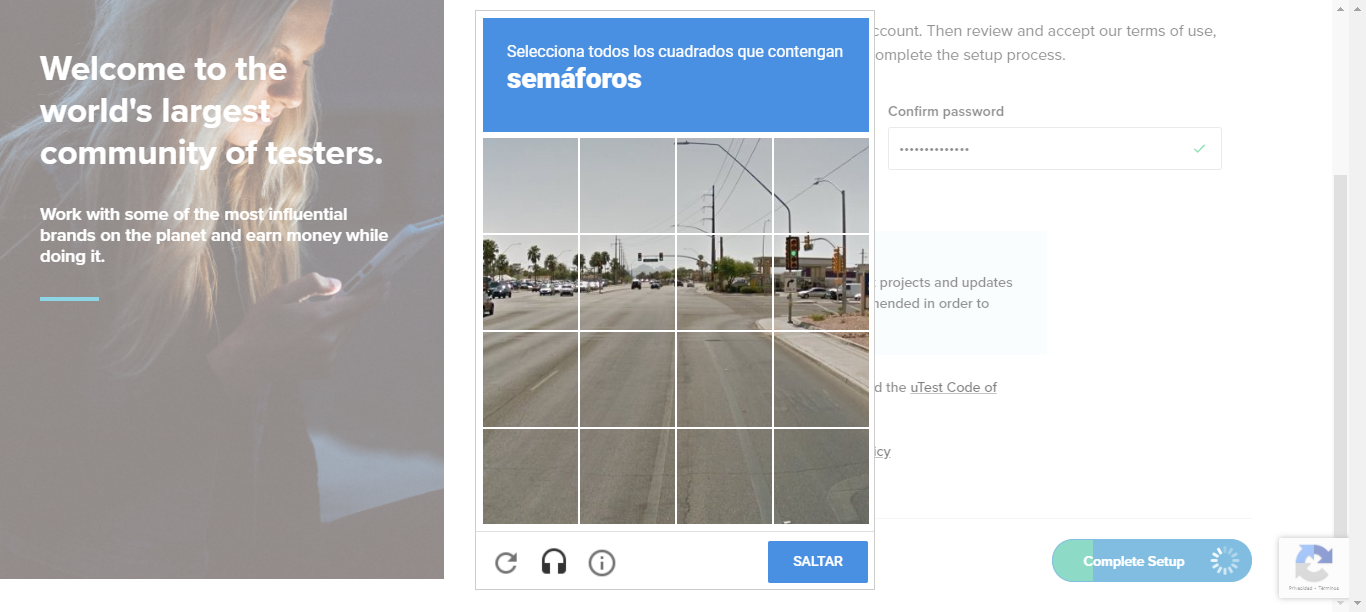 Welcome to the
world's largest
community of testers.
Work with some of the most influential
brands on the planet and earn money while
doing it.
Selecciona todos los cuadrados que contengan
semáforos
SALTAR
ccount. Then review and accept our terms of use,
omplete the setup process.
Confirm password
t projects and updates
nended in order to
d the uTest Code of
icy
Complete Setup
Privacidad - Términos